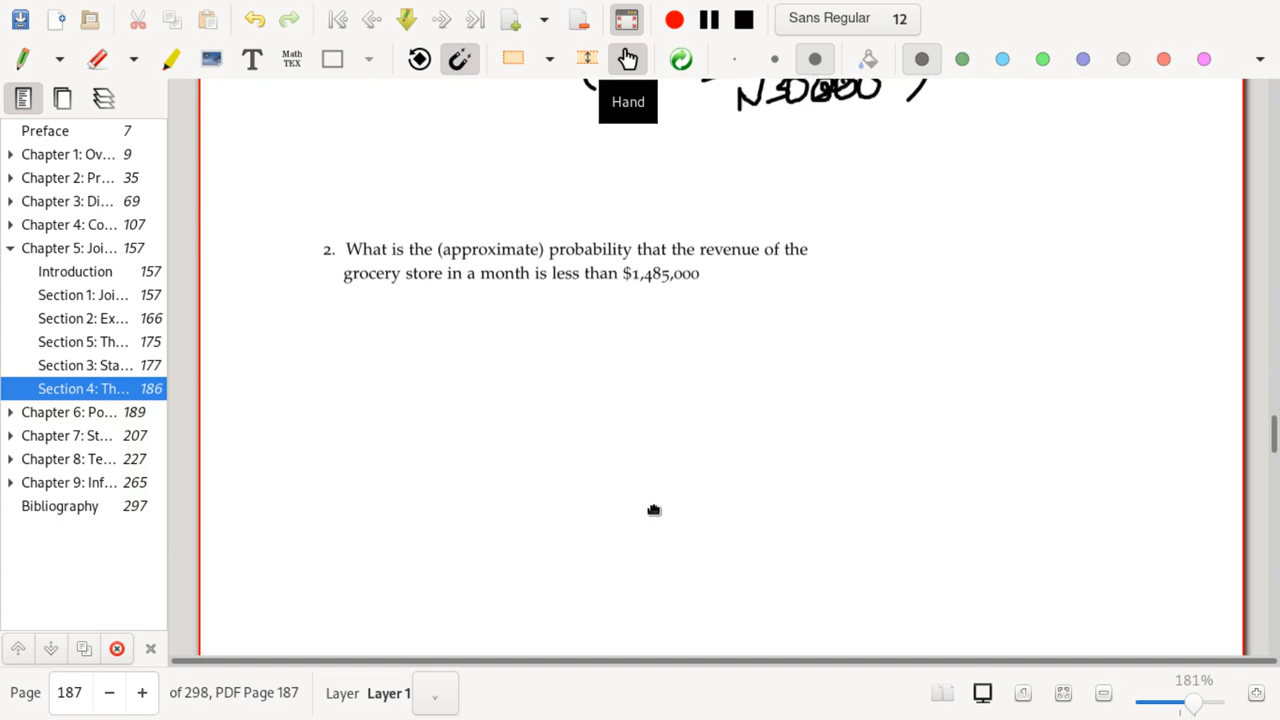 Sans Regular 12
Math
TEX
Hand
Preface 7
Chapter 1: Ov... 9
Chapter 2: Pr... 35
Chapter 3: Di... 69
Chapter 4: Co... 107
Chapter 5: Joi... 157
Introduction 157
Section 1: Joi... 157
Section 2: Ex... 166
Section 5: Th... 175
Section 3: Sta... 177
Section 4: Th... 186
Chapter 6: Po... 189
Chapter 7: St... 207
Chapter 8: Te... 227
Chapter 9: Inf... 265
Bibliography 297
2. What is the (approximate) probability that the revenue of the
grocery store in a month is less than $1,485,000
Page 187 of 298, PDF Page 187 Layer Layer 1
181%